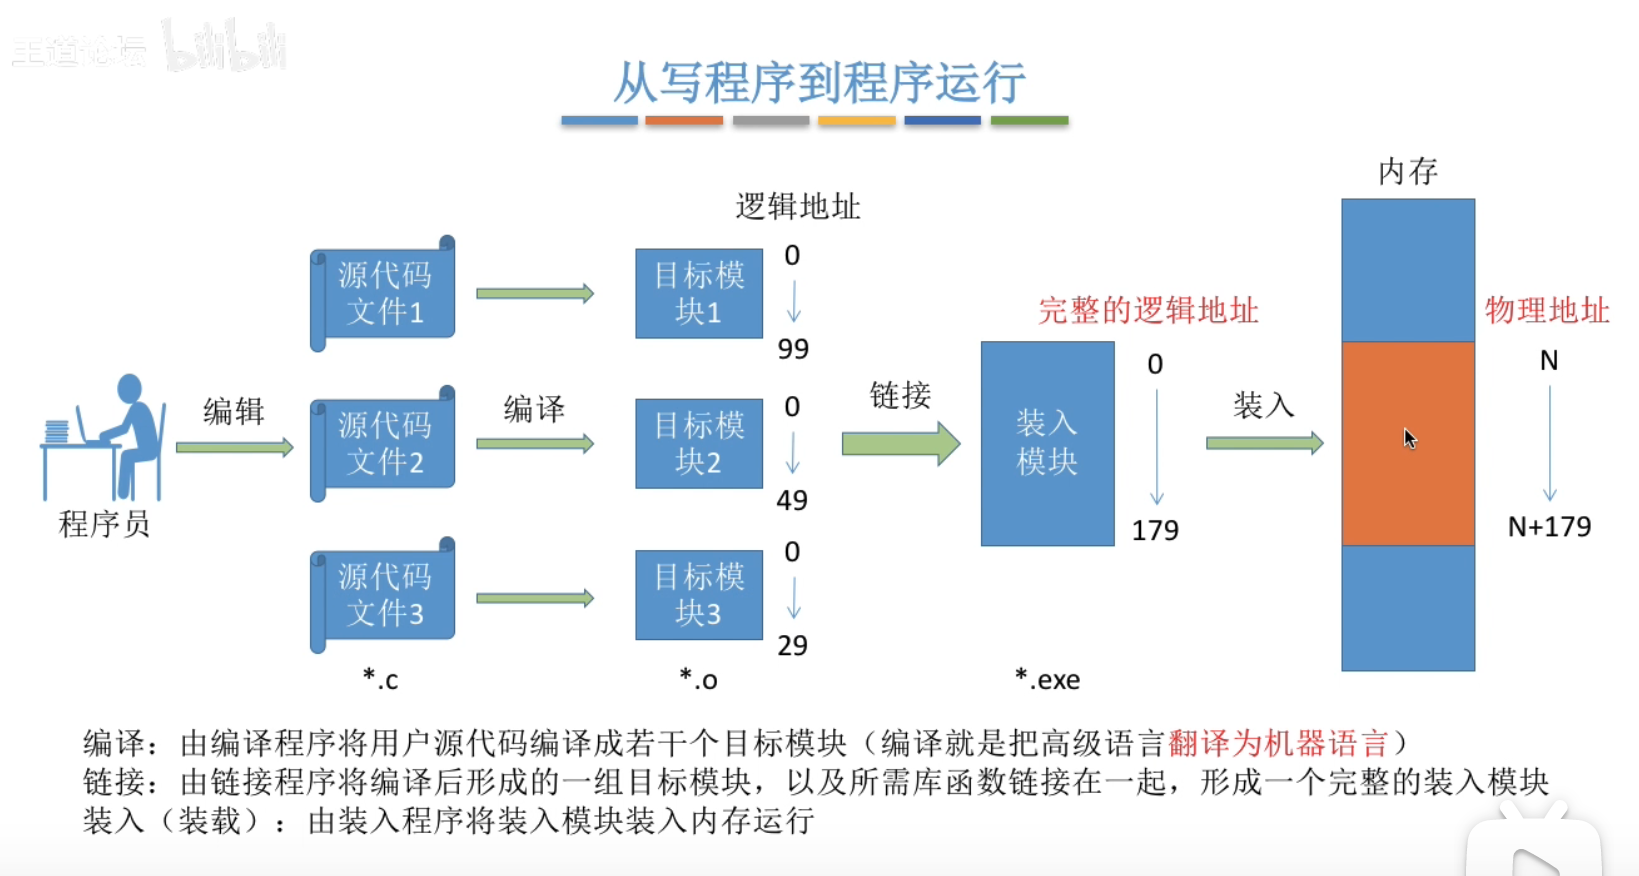 王道论坛 bilibili
从写程序到程序运行
内存
逻辑地址
源代码
文件1
目标模
块1
0
99
完整的逻辑地址
物理地址
程序员
编辑
源代码
文件2
编译
目标模
块2
0
49
链接
装入
模块
0
179
装入
N
N+179
源代码
文件3
目标模
块3
0
29
*.c
*.o
*.exe
编译：由编译程序将用户源代码编译成若干个目标模块（编译就是把高级语言翻译为机器语言）
链接：由链接程序将编译后形成的一组目标模块，以及所需库函数链接在一起，形成一个完整的装入模块
装入（装载）：由装入程序将装入模块装入内存运行